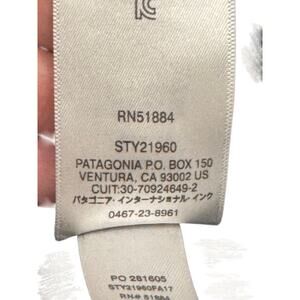 RN51884
STY21960
PATAGONIA P.O. BOX 150
VENTURA, CA 93002 US
CUIT:30-70924649-2
パタゴニア・インターナショナル・インク
0467-23-8961
PO 281605
STY21960FA17
RN# 51884